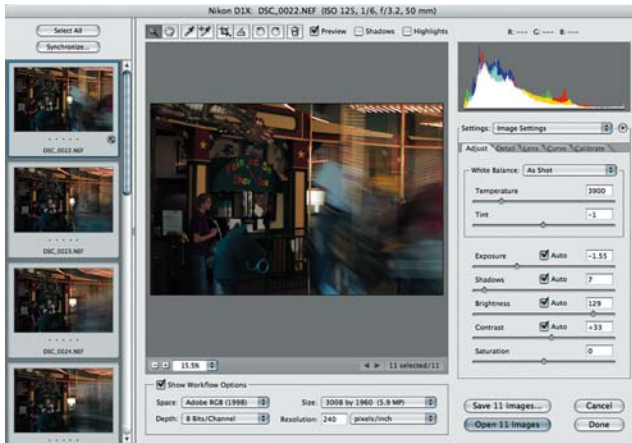 Nikon D1X: DSC_0022.NEF (ISO 125, 1/6, f/3.2, 50 mm)
Select All
Synchronize...
DSC_0022.NEF
DSC_0023.NEF
DSC_0024.NEF
Preview Shadows Highlights
15.5% 11 selected/11
Show Workflow Options
Space: Adobe RGB (1998) Size: 3008 by 1960 (5.9 MP)
Depth: 8 Bits/Channel Resolution: 240 pixels/inch
R: --- G: --- B: ---
Settings: Image Settings
Adjust Detail Lens Curve Calibrate
White Balance: As Shot
Temperature 3900
Tint -1
Exposure Auto -1.55
Shadows Auto 7
Brightness Auto 129
Contrast Auto +33
Saturation 0
Save 11 Images... Cancel
Open 11 Images Done